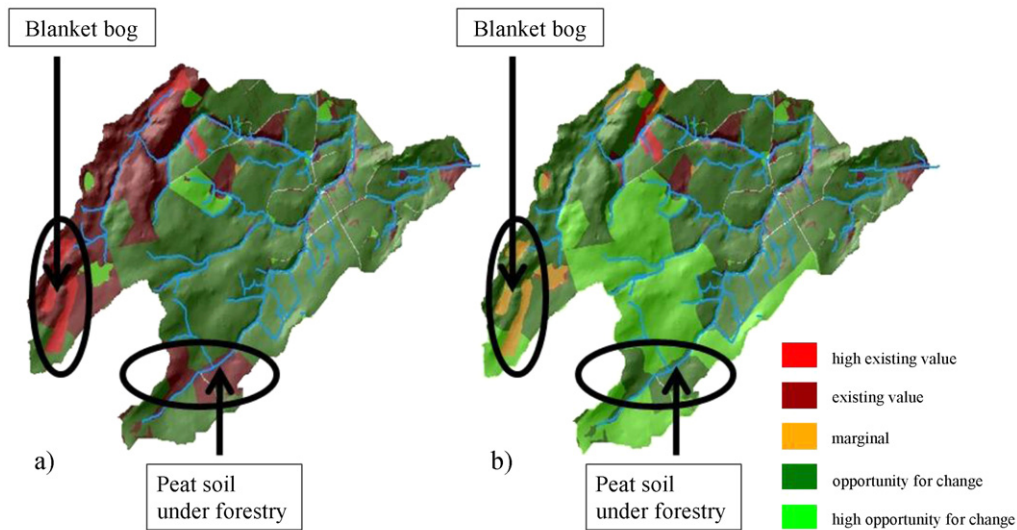 Blanket bog
Blanket bog
high existing value
existing value
marginal
opportunity for change
high opportunity for change
a)
b)
Peat soil
under forestry
Peat soil
under forestry